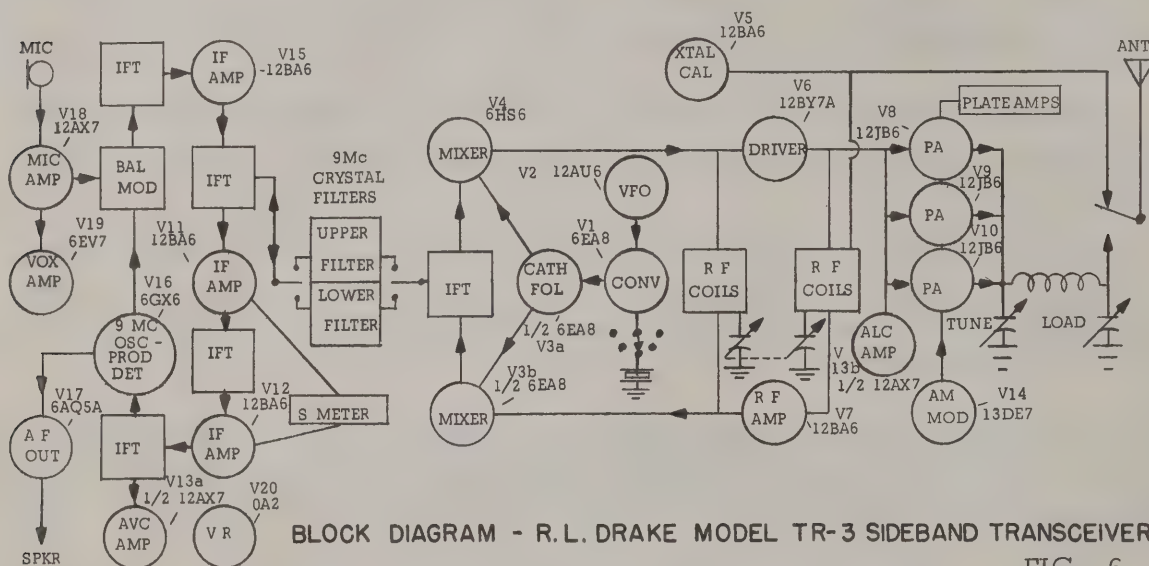 MIC
V18
12AX7
MIC
AMP
V19
6EV7
VOX
AMP
IFT
BAL
MOD
V16
6GX6
9 MC
OSC -
PROD
DET
V17
6AQ5A
A F
OUT
SPKR
IFT
V13a
1/2 12AX7
AVC
AMP
IF
AMP
V15
-12BA6
IFT
V11
12BA6
IF
AMP
IFT
V12
12BA6
IF
AMP
S METER
V20
0A2
V R
9Mc
CRYSTAL
FILTERS
UPPER
FILTER
LOWER
FILTER
V4
6HS6
MIXER
IFT
CATH
FOL
1/2 6EA8
V3a
V3b
1/2 6EA8
MIXER
V2 12AU6
VFO
V1
6EA8
CONV
V5
12BA6
XTAL
CAL
V6
12BY7A
DRIVER
R F
COILS
R F
COILS
R F
AMP
V7
12BA6
V
13b
1/2 12AX7
ALC
AMP
V8
12JB6
PA
PLATE AMPS
V9
12JB6
PA
V10
12JB6
PA
AM
MOD
V14
13DE7
TUNE
LOAD
ANT
BLOCK DIAGRAM - R.L. DRAKE MODEL TR-3 SIDEBAND TRANSCEIVER